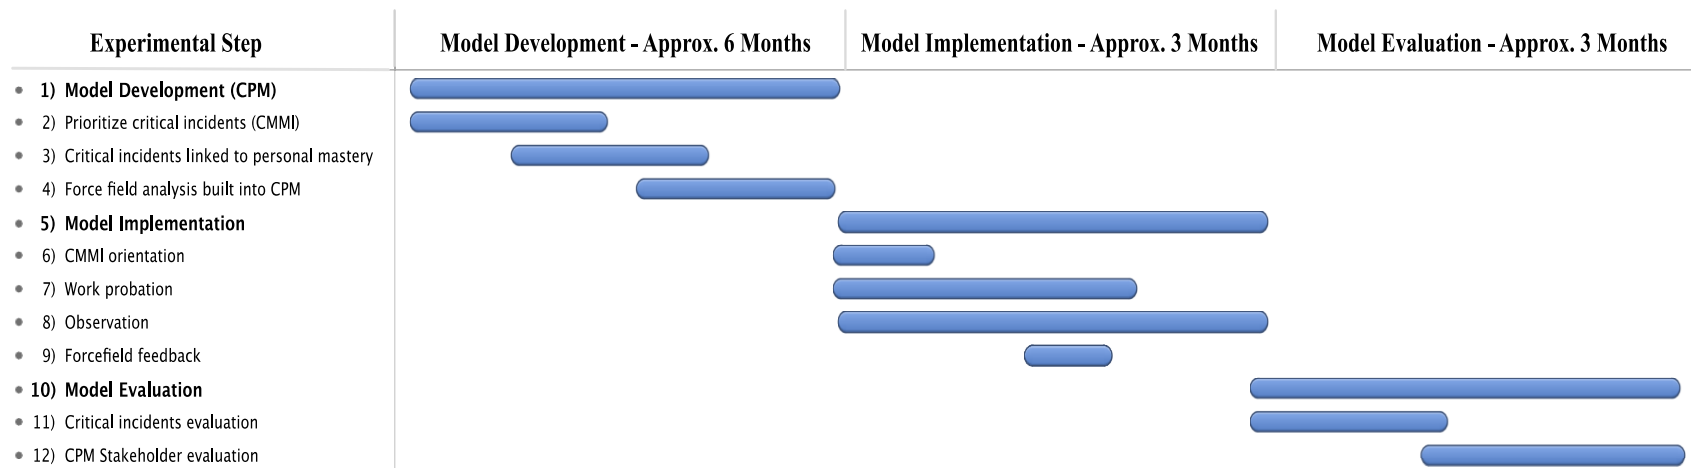 Experimental Step Model Development - Approx. 6 Months Model Implementation - Approx. 3 Months Model Evaluation - Approx. 3 Months
1) Model Development (CPM)
2) Prioritize critical incidents (CMMI)
3) Critical incidents linked to personal mastery
4) Force field analysis built into CPM
5) Model Implementation
6) CMMI orientation
7) Work probation
8) Observation
9) Forcefield feedback
10) Model Evaluation
11) Critical incidents evaluation
12) CPM Stakeholder evaluation